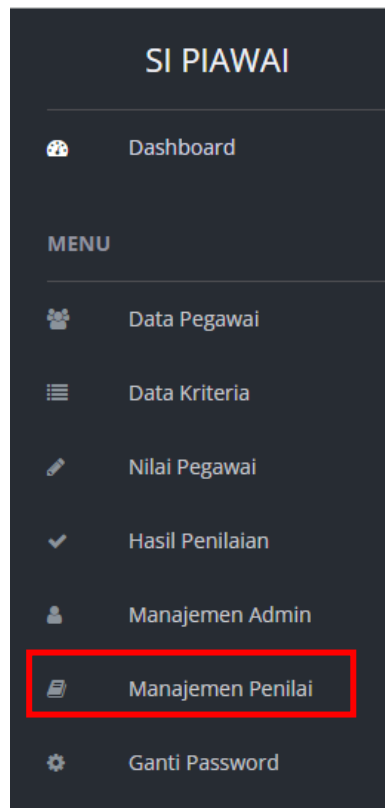 SI PIAWAI
Dashboard
MENU
Data Pegawai
Data Kriteria
Nilai Pegawai
Hasil Penilaian
Manajemen Admin
Manajemen Penilai
Ganti Password